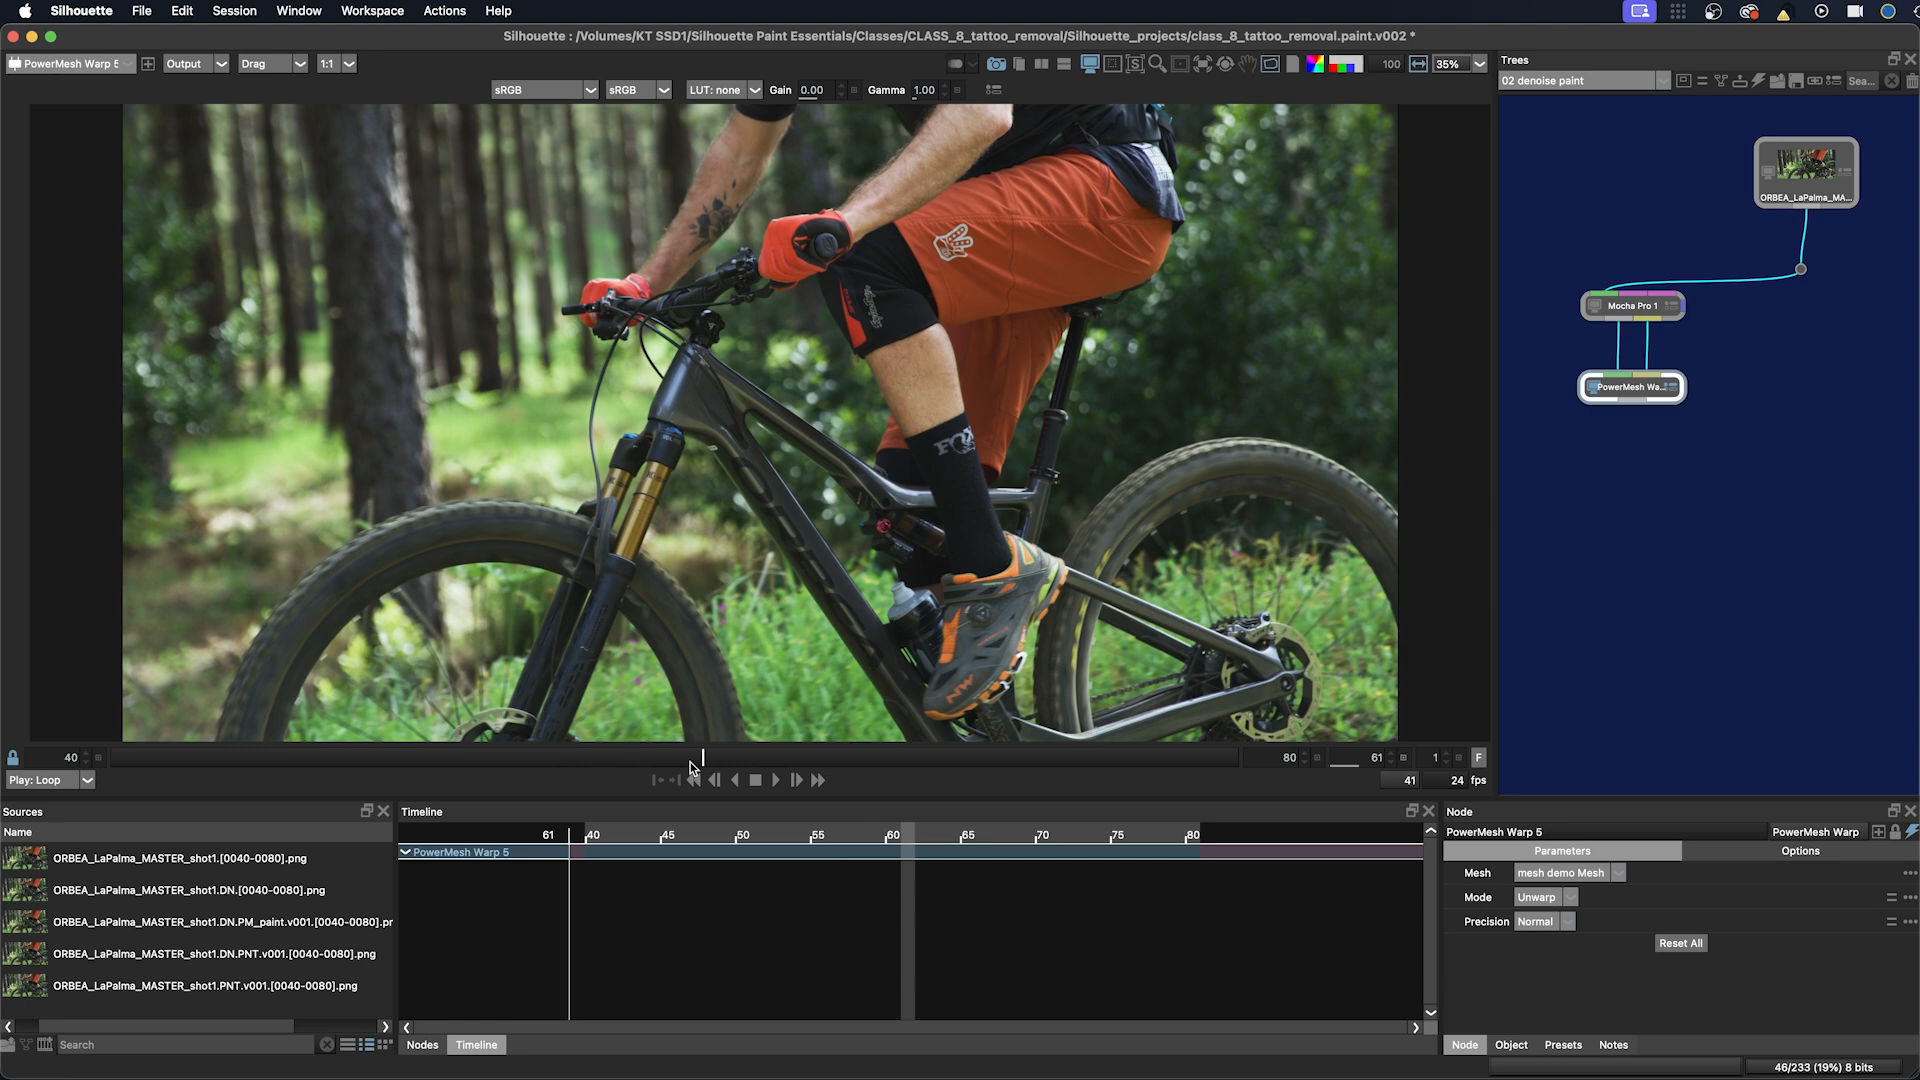 Silhouette File Edit Session Window Workspace Actions Help
Silhouette : /Volumes/KT SSD1/Silhouette Paint Essentials/Classes/CLASS_8_tattoo_removal/Silhouette_projects/class_8_tattoo_removal.paint.v002 *
PowerMesh Warp 5 Output Drag 1:1 100 35%
sRGB sRGB LUT: none Gain 0.00 Gamma 1.00
Trees
02 denoise paint Sea...
ORBEA_LaPalma_MA...
Mocha Pro 1
PowerMesh Wa...
FOX
40 80 61 1 F
Play: Loop 41 24 fps
Sources
Name
ORBEA_LaPalma_MASTER_shot1.[0040-0080].png
ORBEA_LaPalma_MASTER_shot1.DN.[0040-0080].png
ORBEA_LaPalma_MASTER_shot1.DN.PM_paint.v001.[0040-0080].pr
ORBEA_LaPalma_MASTER_shot1.DN.PNT.v001.[0040-0080].png
ORBEA_LaPalma_MASTER_shot1.PNT.v001.[0040-0080].png
Search
Timeline
61 40 45 50 55 60 65 70 75 80
PowerMesh Warp 5
Nodes Timeline
Node
PowerMesh Warp 5 PowerMesh Warp
Parameters Options
Mesh mesh demo Mesh
Mode Unwarp
Precision Normal
Reset All
Node Object Presets Notes
46/233 (19%) 8 bits